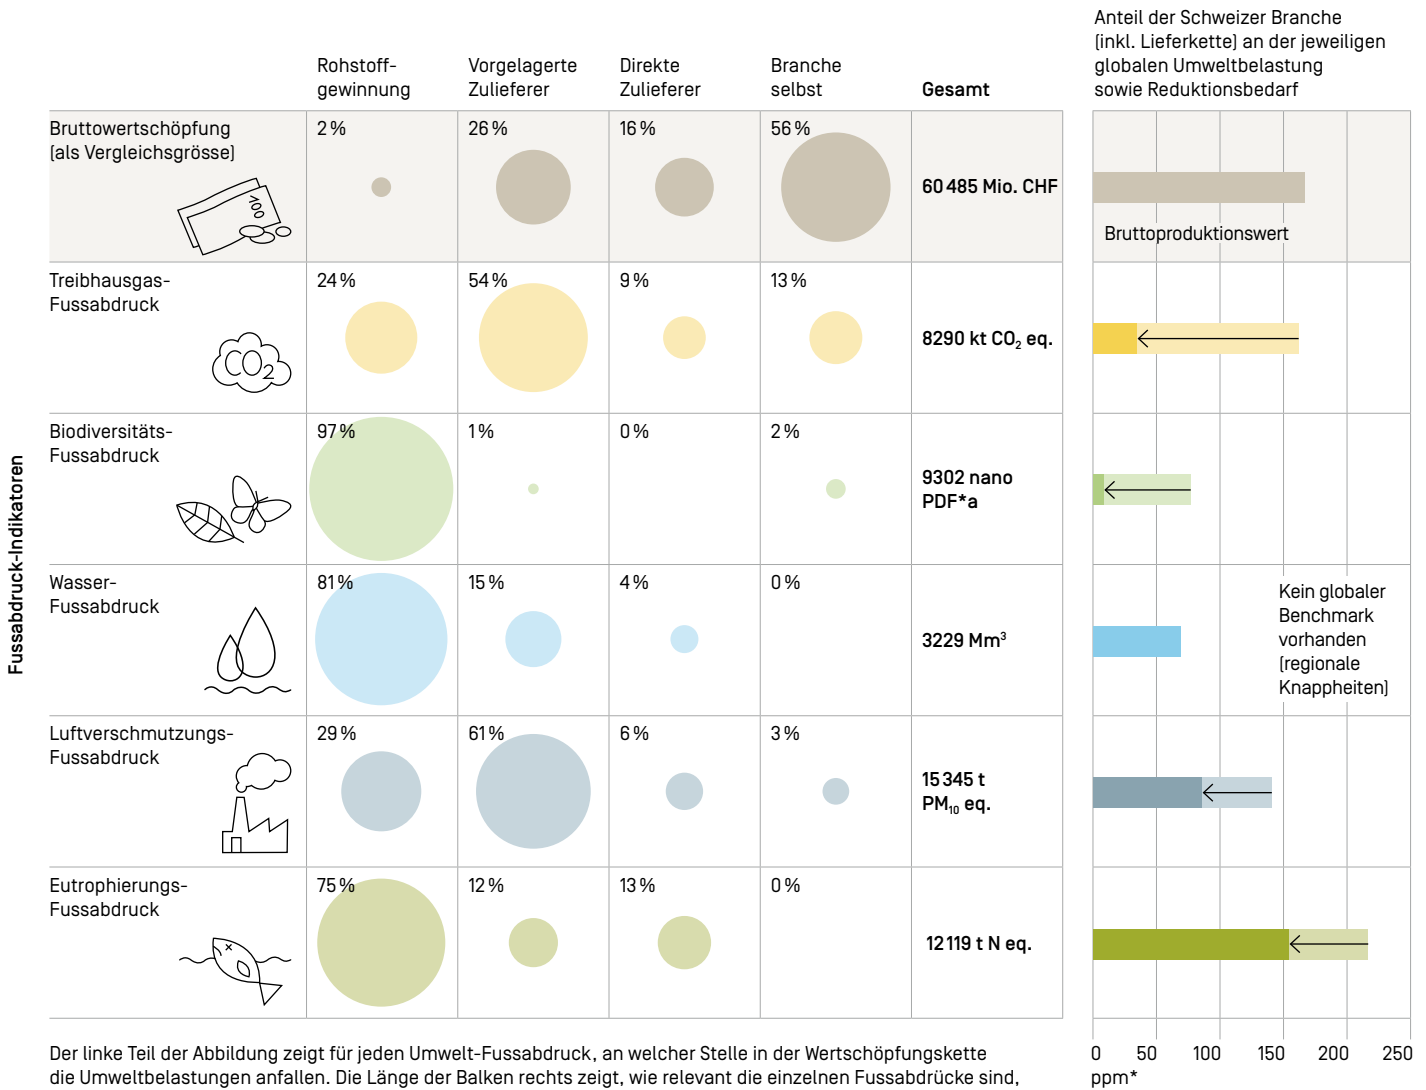 Anteil der Schweizer Branche
(inkl. Lieferkette) an der jeweiligen
globalen Umweltbelastung
sowie Reduktionsbedarf
Rohstoff-
gewinnung
Vorgelagerte
Zulieferer
Direkte
Zulieferer
Branche
selbst
Gesamt
Fussabdruck-Indikatoren
Bruttowertschöpfung
(als Vergleichsgrösse)
100
2 %
26 %
16 %
56 %
60 485 Mio. CHF
Bruttoproduktionswert
Treibhausgas-
Fussabdruck
CO2
24 %
54 %
9 %
13 %
8290 kt CO₂ eq.
Biodiversitäts-
Fussabdruck
97 %
1 %
0 %
2 %
9302 nano
PDF*a
Wasser-
Fussabdruck
81 %
15 %
4 %
0 %
3229 Mm³
Kein globaler
Benchmark
vorhanden
(regionale
Knappheiten)
Luftverschmutzungs-
Fussabdruck
29 %
61 %
6 %
3 %
15 345 t
PM₁₀ eq.
Eutrophierungs-
Fussabdruck
75 %
12 %
13 %
0 %
12 119 t N eq.
0 50 100 150 200 250
ppm*
Der linke Teil der Abbildung zeigt für jeden Umwelt-Fussabdruck, an welcher Stelle in der Wertschöpfungskette
die Umweltbelastungen anfallen. Die Länge der Balken rechts zeigt, wie relevant die einzelnen Fussabdrücke sind,